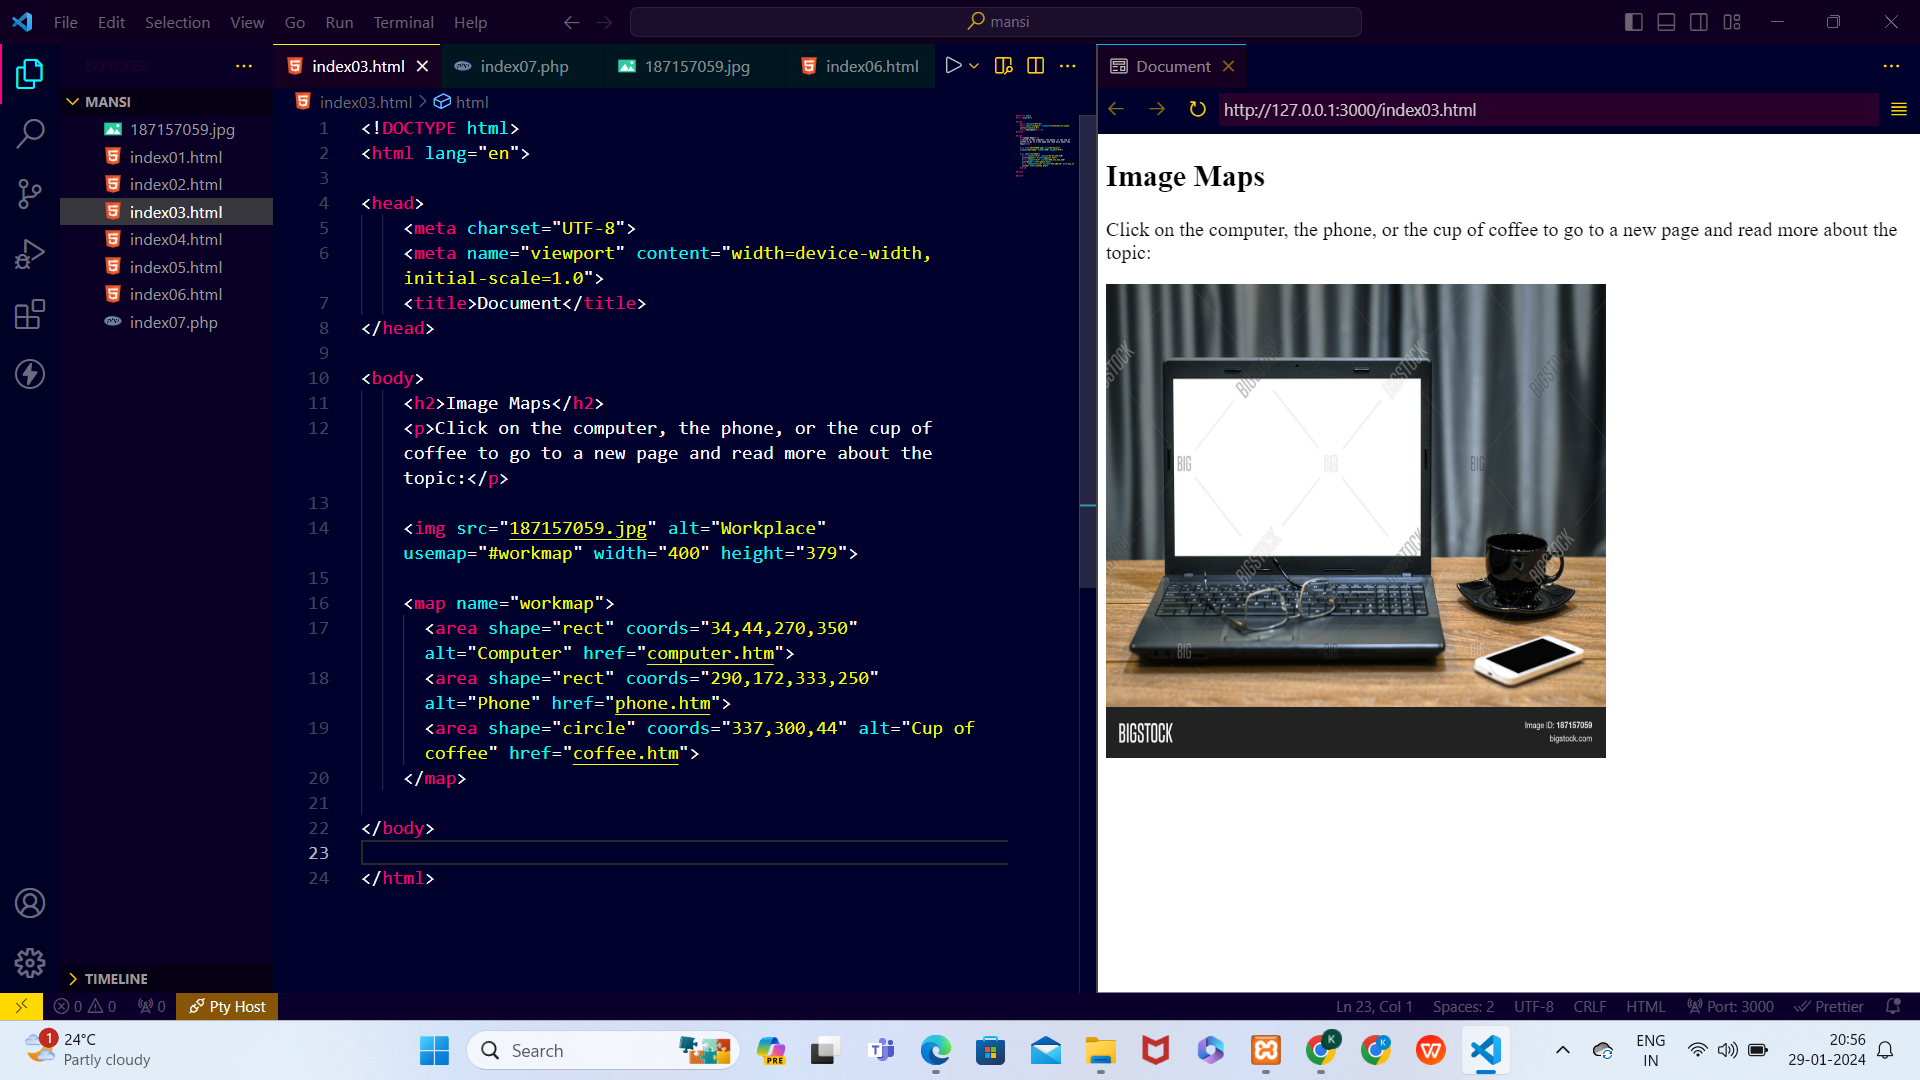 File Edit Selection View Go Run Terminal Help
mansi
EXPLORER
MANSI
187157059.jpg
index01.html
index02.html
index03.html
index04.html
index05.html
index06.html
index07.php
TIMELINE
index03.html index07.php 187157059.jpg index06.html
index03.html > html
1 <!DOCTYPE html>
2 <html lang="en">
3
4 <head>
5 <meta charset="UTF-8">
6 <meta name="viewport" content="width=device-width,
initial-scale=1.0">
7 <title>Document</title>
8 </head>
9
10 <body>
11 <h2>Image Maps</h2>
12 <p>Click on the computer, the phone, or the cup of
coffee to go to a new page and read more about the
topic:</p>
13
14 <img src="187157059.jpg" alt="Workplace"
usemap="#workmap" width="400" height="379">
15
16 <map name="workmap">
17 <area shape="rect" coords="34,44,270,350"
alt="Computer" href="computer.htm">
18 <area shape="rect" coords="290,172,333,250"
alt="Phone" href="phone.htm">
19 <area shape="circle" coords="337,300,44" alt="Cup of
coffee" href="coffee.htm">
20 </map>
21
22 </body>
23
24 </html>
Document
http://127.0.0.1:3000/index03.html
Image Maps
Click on the computer, the phone, or the cup of coffee to go to a new page and read more about the
topic:
BIGSTOCK
BIGSTOCK
BIGSTOCK
BIGSTOCK
BIG
BIG
BIG
BIGSTOCK
BIGSTOCK
BIGSTOCK
BIGSTOCK
BIG
BIG
BIG
BIGSTOCK
Image ID: 187157059
bigstock.com
0 0 0 Pty Host
Ln 23, Col 1 Spaces: 2 UTF-8 CRLF HTML Port: 3000 Prettier
1
24°C
Partly cloudy
Search
PRE
K
K
ENG
IN
20:56
29-01-2024